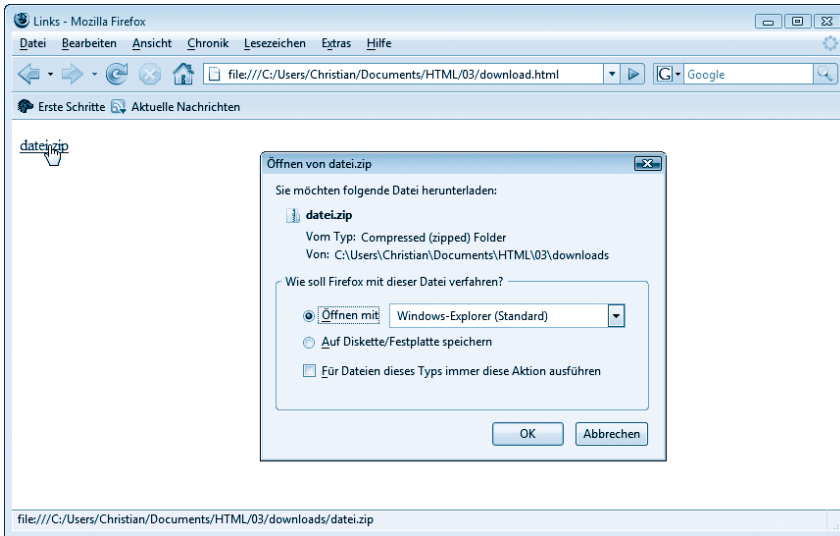 Links - Mozilla Firefox
Datei Bearbeiten Ansicht Chronik Lesezeichen Extras Hilfe
file:///C:/Users/Christian/Documents/HTML/03/download.html
G Google
Erste Schritte Aktuelle Nachrichten
datei.zip
Öffnen von datei.zip
Sie möchten folgende Datei herunterladen:
datei.zip
Vom Typ: Compressed (zipped) Folder
Von: C:\Users\Christian\Documents\HTML\03\downloads
Wie soll Firefox mit dieser Datei verfahren?
Öffnen mit Windows-Explorer (Standard)
Auf Diskette/Festplatte speichern
Für Dateien dieses Typs immer diese Aktion ausführen
OK Abbrechen
file:///C:/Users/Christian/Documents/HTML/03/downloads/datei.zip